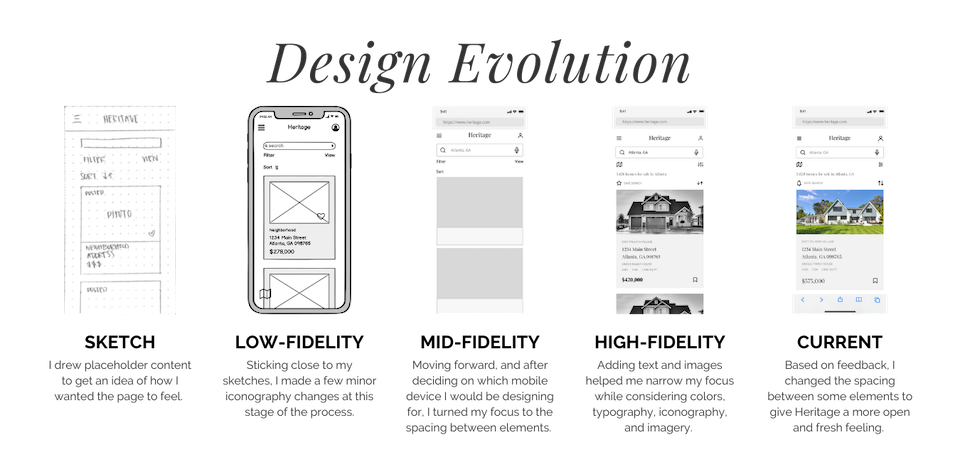 Design Evolution
HERITAGE
FILTER VIEW
SORT
POSTED
PHOTO
NEIGHBORHOOD
ADDRESS
$$$
POSTED
Heritage
search
Filter View
Sort
Neighborhood
1234 Main Street
Atlanta, GA 098765
$278,000
https://www.heritage.com
Heritage
Atlanta, GA
Filter View
Sort
https://www.heritage.com
Heritage
Atlanta, GA
1234 Main Street
Atlanta, GA 098765
$420,000
https://www.heritage.com
Heritage
Atlanta, GA
1234 Main Street
Atlanta, GA 098765
$575,000
SKETCH
I drew placeholder content
to get an idea of how I
wanted the page to feel.
LOW-FIDELITY
Sticking close to my
sketches, I made a few minor
iconography changes at this
stage of the process.
MID-FIDELITY
Moving forward, and after
deciding on which mobile
device I would be designing
for, I turned my focus to the
spacing between elements.
HIGH-FIDELITY
Adding text and images
helped me narrow my focus
while considering colors,
typography, iconography,
and imagery.
CURRENT
Based on feedback, I
changed the spacing
between some elements to
give Heritage a more open
and fresh feeling.